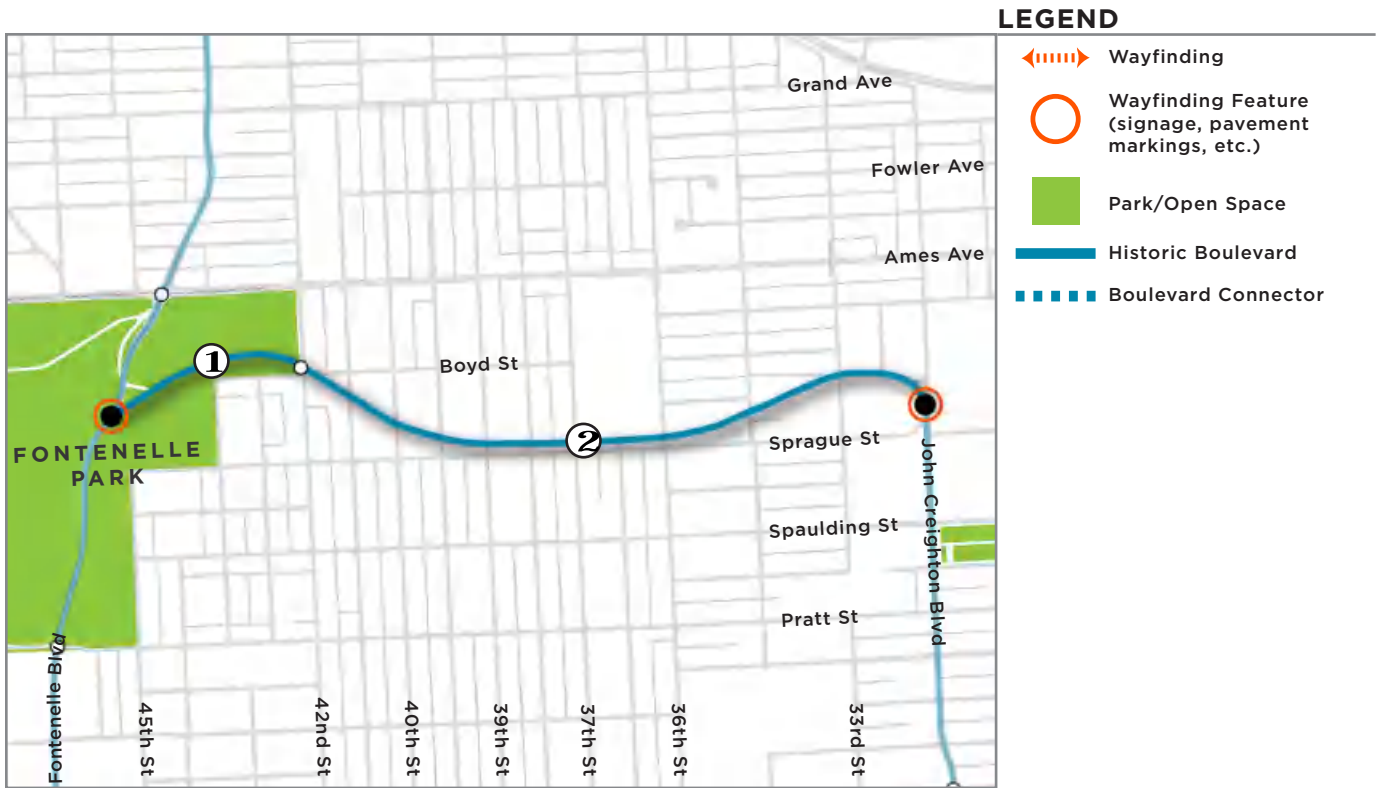 LEGEND
Wayfinding
Wayfinding Feature
(signage, pavement
markings, etc.)
Park/Open Space
Historic Boulevard
Boulevard Connector
Grand Ave
Fowler Ave
Ames Ave
1
Boyd St
2
Sprague St
FONTENELLE
PARK
Spaulding St
John Creighton Blvd
Pratt St
Fontenelle Blvd
45th St
42nd St
40th St
39th St
37th St
36th St
33rd St